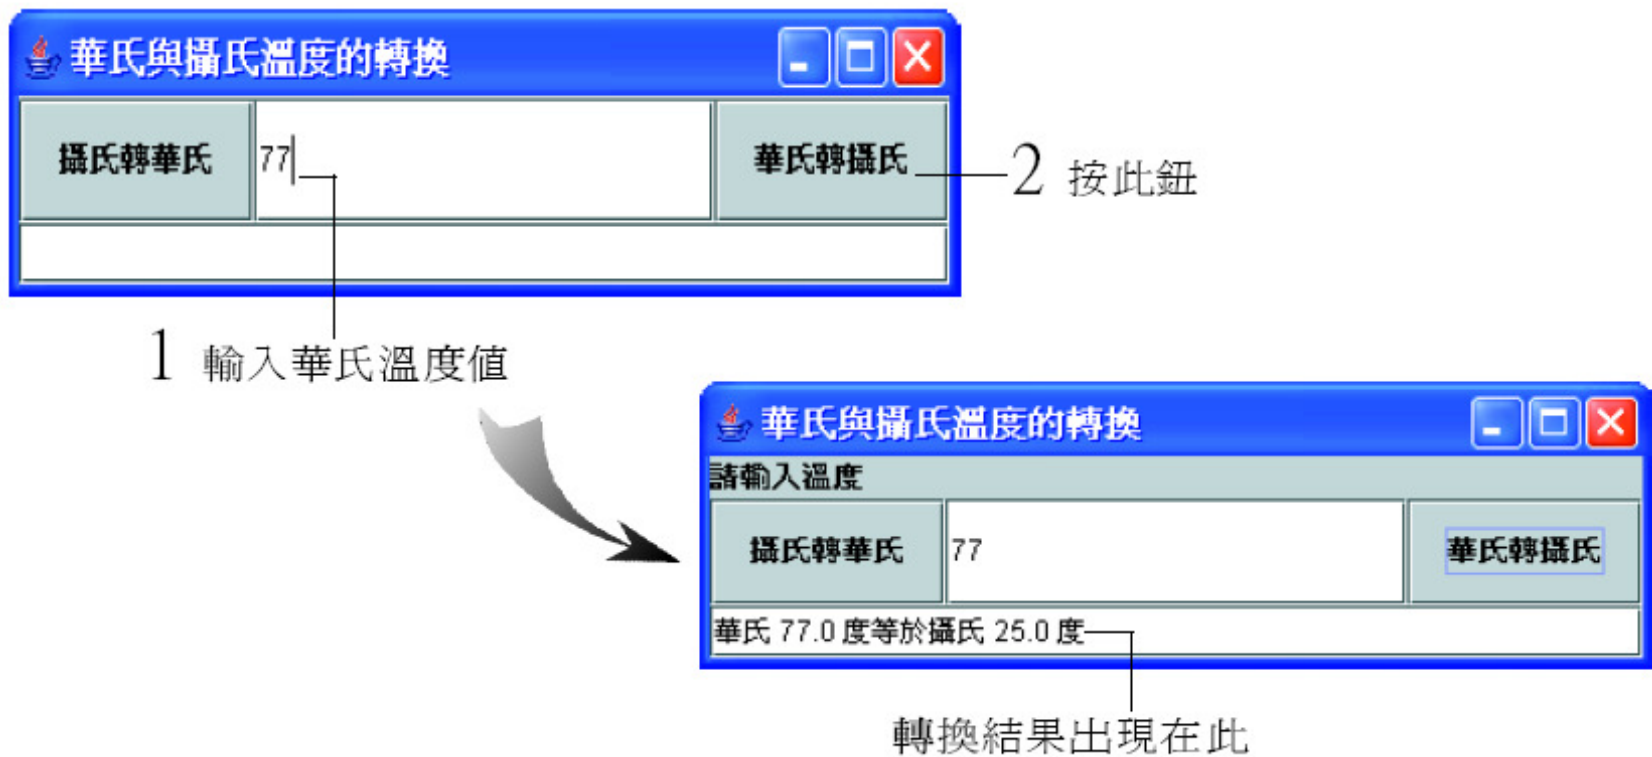 華氏與攝氏溫度的轉換
攝氏轉華氏 77 華氏轉攝氏
2 按此鈕
1 輸入華氏溫度值
華氏與攝氏溫度的轉換
請輸入溫度
攝氏轉華氏 77 華氏轉攝氏
華氏 77.0 度等於攝氏 25.0 度
轉換結果出現在此